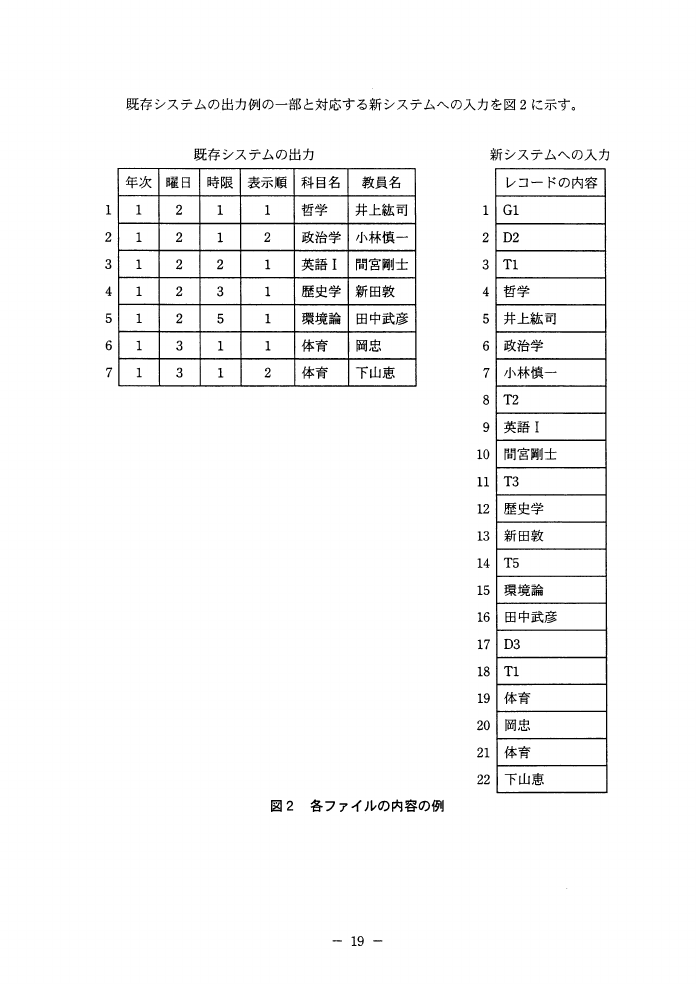 既存システムの出力例の一部と対応する新システムへの入力を図2に示す。
既存システムの出力
年次 曜日 時限 表示順 科目名 教員名
1 1 2 1 1 哲学 井上紘司
2 1 2 1 2 政治学 小林慎一
3 1 2 2 1 英語Ⅰ 間宮剛士
4 1 2 3 1 歴史学 新田敦
5 1 2 5 1 環境論 田中武彦
6 1 3 1 1 体育 岡忠
7 1 3 1 2 体育 下山恵
新システムへの入力
レコードの内容
1 G1
2 D2
3 T1
4 哲学
5 井上紘司
6 政治学
7 小林慎一
8 T2
9 英語Ⅰ
10 間宮剛士
11 T3
12 歴史学
13 新田敦
14 T5
15 環境論
16 田中武彦
17 D3
18 T1
19 体育
20 岡忠
21 体育
22 下山恵
図2 各ファイルの内容の例
- 19 -